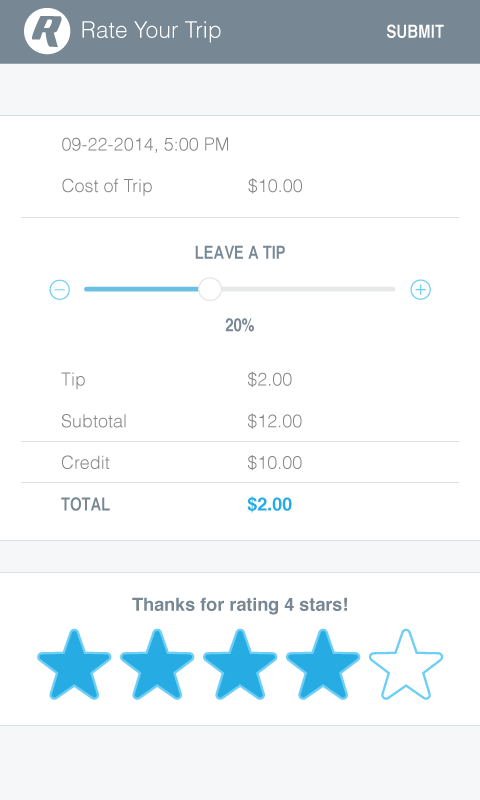 R Rate Your Trip SUBMIT
09-22-2014, 5:00 PM
Cost of Trip $10.00
LEAVE A TIP
20%
Tip $2.00
Subtotal $12.00
Credit $10.00
TOTAL $2.00
Thanks for rating 4 stars!